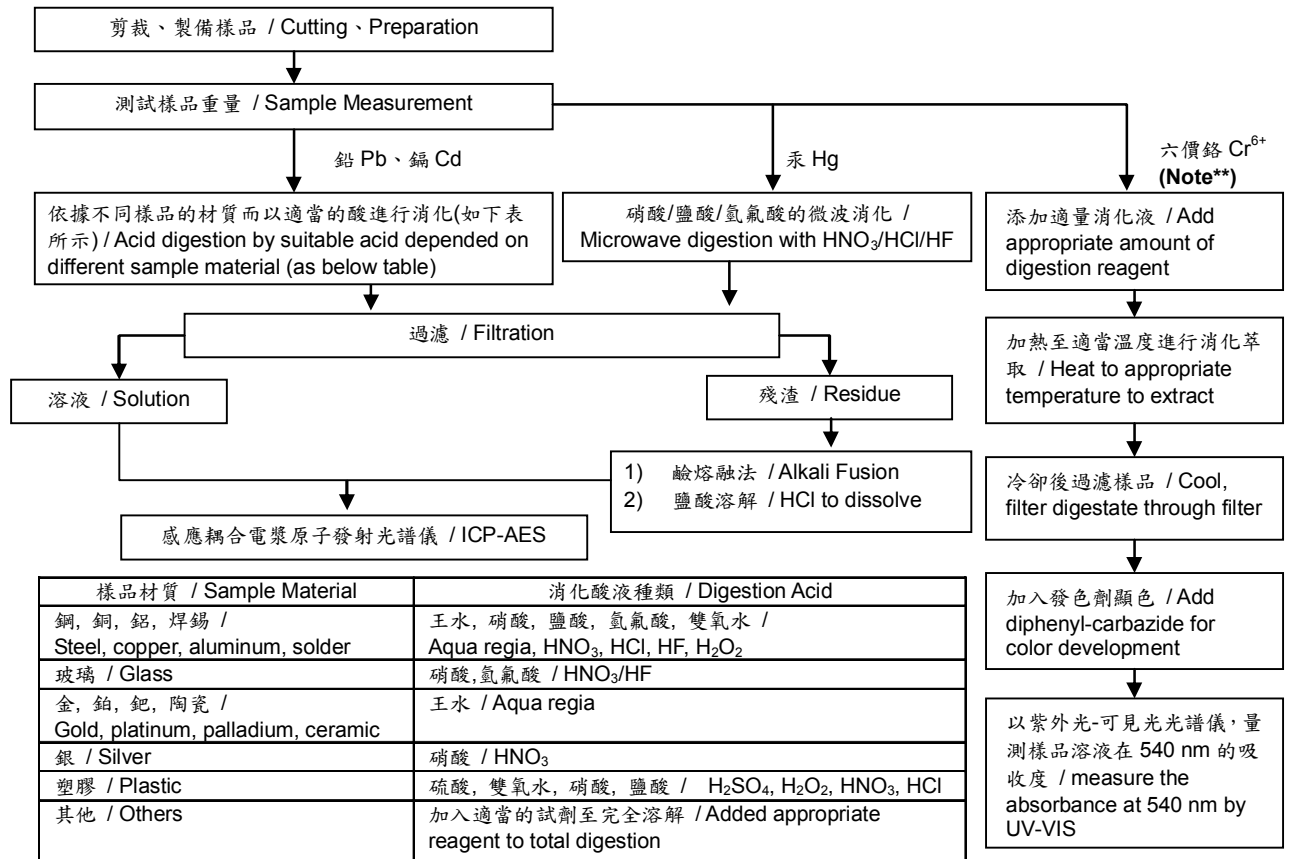 剪裁、製備樣品 / Cutting、Preparation
測試樣品重量 / Sample Measurement
鉛 Pb、鎘 Cd
汞 Hg
六價鉻 Cr⁶⁺
(Note**)
依據不同樣品的材質而以適當的酸進行消化(如下表
所示) / Acid digestion by suitable acid depended on
different sample material (as below table)
硝酸/鹽酸/氫氟酸的微波消化 /
Microwave digestion with HNO₃/HCl/HF
添加適量消化液 / Add
appropriate amount of
digestion reagent
過濾 / Filtration
加熱至適當溫度進行消化萃
取 / Heat to appropriate
temperature to extract
溶液 / Solution
殘渣 / Residue
1) 鹼熔融法 / Alkali Fusion
2) 鹽酸溶解 / HCl to dissolve
冷卻後過濾樣品 / Cool,
filter digestate through filter
感應耦合電漿原子發射光譜儀 / ICP-AES
加入發色劑顯色 / Add
diphenyl-carbazide for
color development
以紫外光-可見光光譜儀，量
測樣品溶液在 540 nm 的吸
收度 / measure the
absorbance at 540 nm by
UV-VIS
樣品材質 / Sample Material
消化酸液種類 / Digestion Acid
鋼, 銅, 鋁, 焊錫 /
Steel, copper, aluminum, solder
王水, 硝酸, 鹽酸, 氫氟酸, 雙氧水 /
Aqua regia, HNO₃, HCl, HF, H₂O₂
玻璃 / Glass
硝酸,氫氟酸 / HNO₃/HF
金, 鉑, 鈀, 陶瓷 /
Gold, platinum, palladium, ceramic
王水 / Aqua regia
銀 / Silver
硝酸 / HNO₃
塑膠 / Plastic
硫酸, 雙氧水, 硝酸, 鹽酸 / H₂SO₄, H₂O₂, HNO₃, HCl
其他 / Others
加入適當的試劑至完全溶解 / Added appropriate
reagent to total digestion